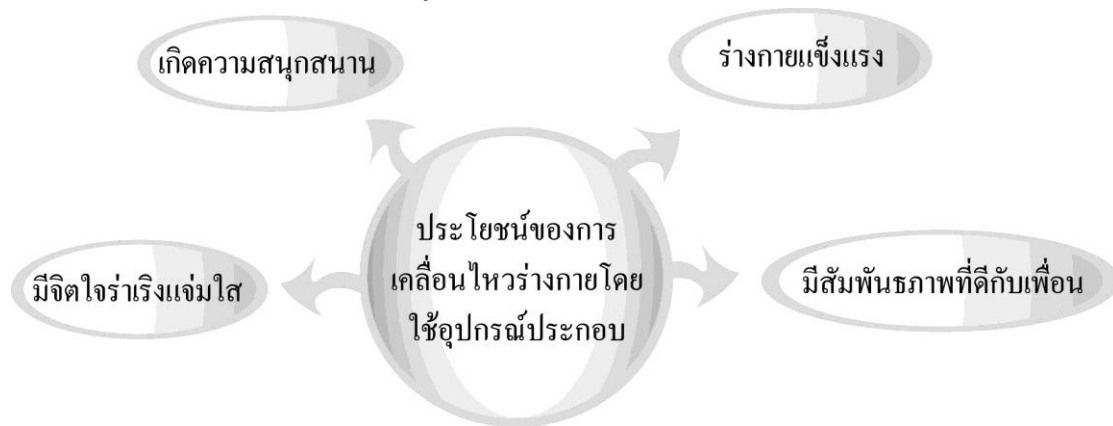 เกิดความสนุกสนาน
ร่างกายแข็งแรง
ประโยชน์ของการ
เคลื่อนไหวร่างกายโดย
ใช้อุปกรณ์ประกอบ
มีจิตใจร่าเริงแจ่มใส
มีสัมพันธภาพที่ดีกับเพื่อน